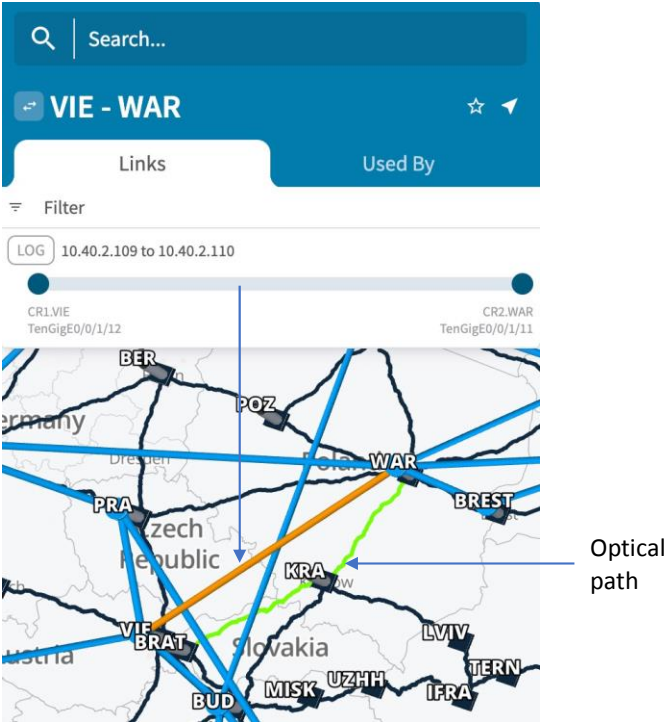 Search...
VIE - WAR
Links
Used By
Filter
LOG 10.40.2.109 to 10.40.2.110
CR1.VIE
TenGigE0/0/1/12
CR2.WAR
TenGigE0/0/1/11
BER
POZ
ermany
WAR
PRA
BREST
Czech
Republic
Optical
path
KRA
VIE
BRAT
Slovakia
LVIV
ustria
TERN
UZHH
MISK
IFRA
BUD